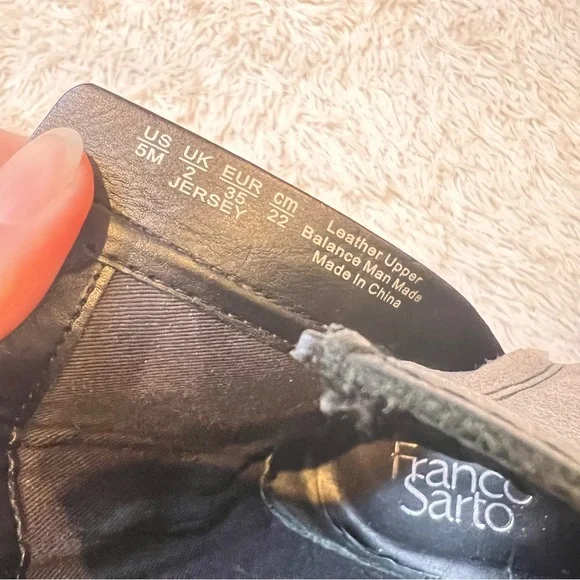 US UK EUR cm
5M 2 35 22
JERSEY
Leather Upper
Balance Man Made
Made In China
Franco
Sarto